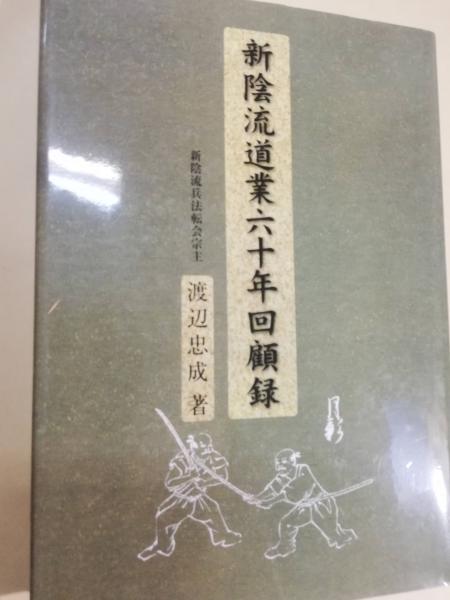 新陰流道業六十年回顧録
新陰流兵法転会宗主
渡辺忠成 著